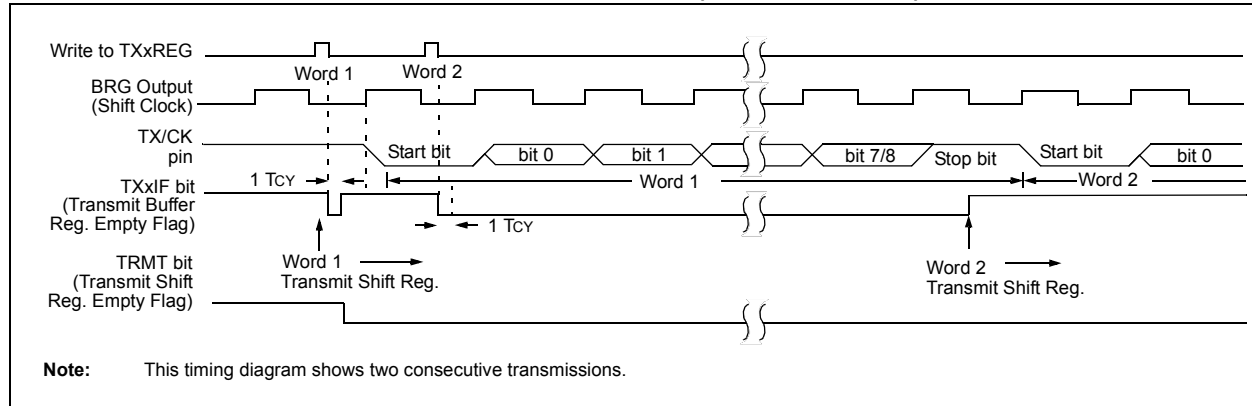 Write to TXxREG
Word 1
Word 2
BRG Output
(Shift Clock)
TX/CK
pin
Start bit
bit 0
bit 1
bit 7/8
Stop bit
Start bit
bit 0
1 TCY
Word 1
Word 2
TXxIF bit
(Transmit Buffer
Reg. Empty Flag)
1 TCY
Word 1
Transmit Shift Reg.
Word 2
Transmit Shift Reg.
TRMT bit
(Transmit Shift
Reg. Empty Flag)
Note: This timing diagram shows two consecutive transmissions.